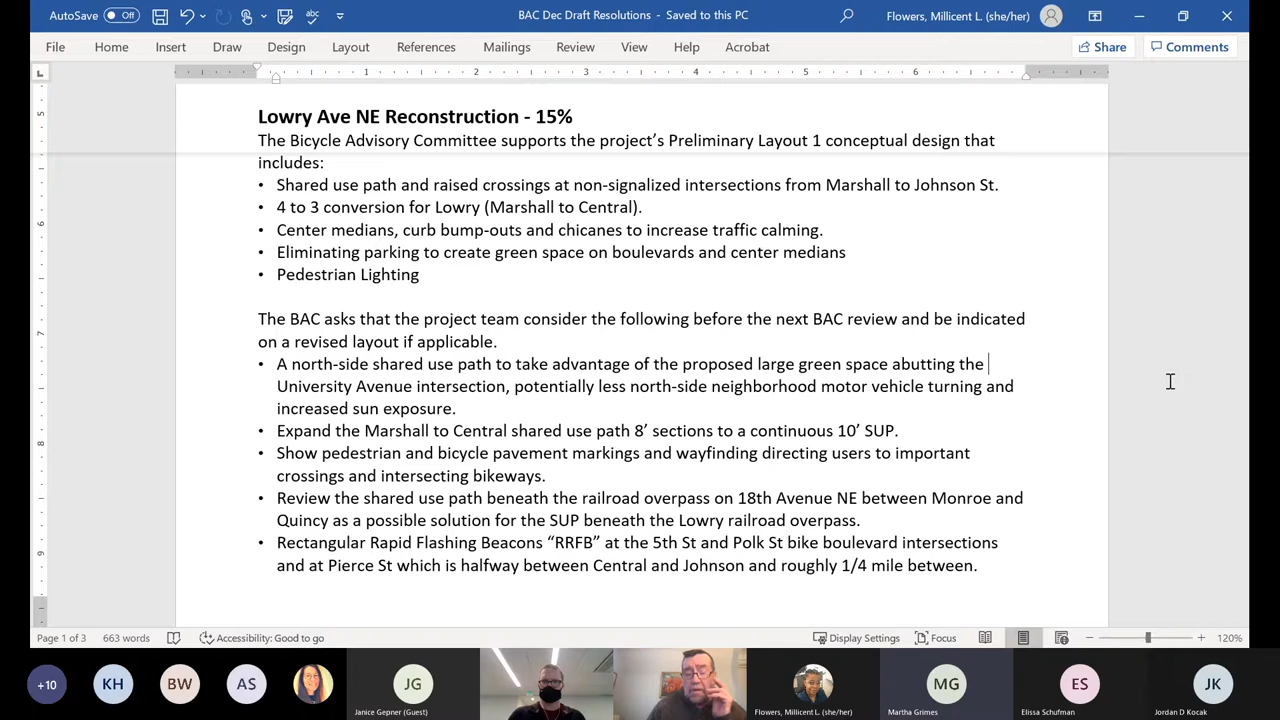 AutoSave Off
BAC Dec Draft Resolutions - Saved to this PC
Flowers, Millicent L. (she/her)
File Home Insert Draw Design Layout References Mailings Review View Help Acrobat Share Comments
1 2 3 4 5 6
Lowry Ave NE Reconstruction - 15%
The Bicycle Advisory Committee supports the project's Preliminary Layout 1 conceptual design that
includes:
• Shared use path and raised crossings at non-signalized intersections from Marshall to Johnson St.
• 4 to 3 conversion for Lowry (Marshall to Central).
• Center medians, curb bump-outs and chicanes to increase traffic calming.
• Eliminating parking to create green space on boulevards and center medians
• Pedestrian Lighting
The BAC asks that the project team consider the following before the next BAC review and be indicated
on a revised layout if applicable.
• A north-side shared use path to take advantage of the proposed large green space abutting the
University Avenue intersection, potentially less north-side neighborhood motor vehicle turning and
increased sun exposure.
• Expand the Marshall to Central shared use path 8' sections to a continuous 10' SUP.
• Show pedestrian and bicycle pavement markings and wayfinding directing users to important
crossings and intersecting bikeways.
• Review the shared use path beneath the railroad overpass on 18th Avenue NE between Monroe and
Quincy as a possible solution for the SUP beneath the Lowry railroad overpass.
• Rectangular Rapid Flashing Beacons “RRFB” at the 5th St and Polk St bike boulevard intersections
and at Pierce St which is halfway between Central and Johnson and roughly 1/4 mile between.
5
6
7
8
9
Page 1 of 3 663 words Accessibility: Good to go Display Settings Focus 120%
+10 KH BW AS JG MG ES JK
Janice Gepner (Guest) Flowers, Millicent L. (she/her) Martha Grimes Elissa Schufman Jordan D Kocak